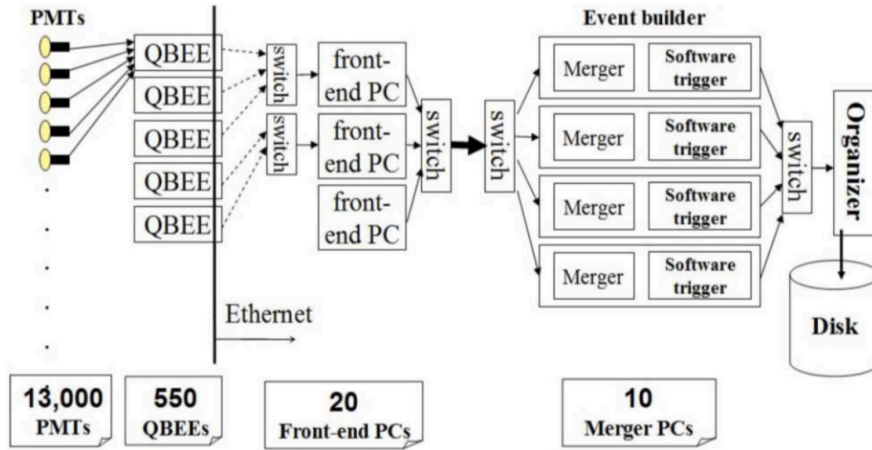 PMTs
Event builder
QBEE
QBEE
QBEE
QBEE
QBEE
switch
switch
front-
end PC
front-
end PC
front-
end PC
switch
switch
Merger
Software
trigger
Merger
Software
trigger
Merger
Software
trigger
Merger
Software
trigger
switch
Organizer
Disk
Ethernet
13,000
PMTs
550
QBEEs
20
Front-end PCs
10
Merger PCs